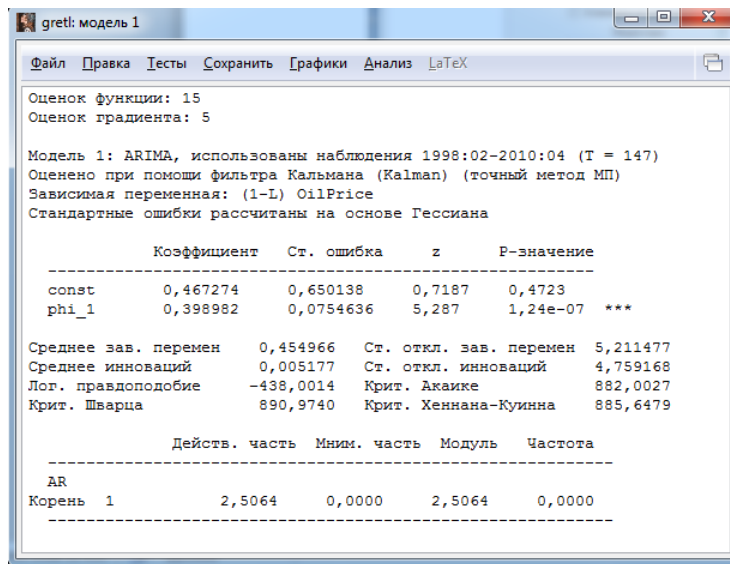 gretl: модель 1
Файл Правка Тесты Сохранить Графики Анализ LaTeX
Оценок функции: 15
Оценок градиента: 5
Модель 1: ARIMA, использованы наблюдения 1998:02-2010:04 (T = 147)
Оценено при помощи фильтра Кальмана (Kalman) (точный метод МП)
Зависимая переменная: (1-L) OilPrice
Стандартные ошибки рассчитаны на основе Гессиана
Коэффициент Ст. ошибка z P-значение
const 0,467274 0,650138 0,7187 0,4723
phi_1 0,398982 0,0754636 5,287 1,24e-07 ***
Среднее зав. перемен 0,454966 Ст. откл. зав. перемен 5,211477
Среднее инноваций 0,005177 Ст. откл. инноваций 4,759168
Лог. правдоподобие -438,0014 Крит. Акаике 882,0027
Крит. Шварца 890,9740 Крит. Хеннана-Куинна 885,6479
Действ. часть Мним. часть Модуль Частота
AR
Корень 1 2,5064 0,0000 2,5064 0,0000